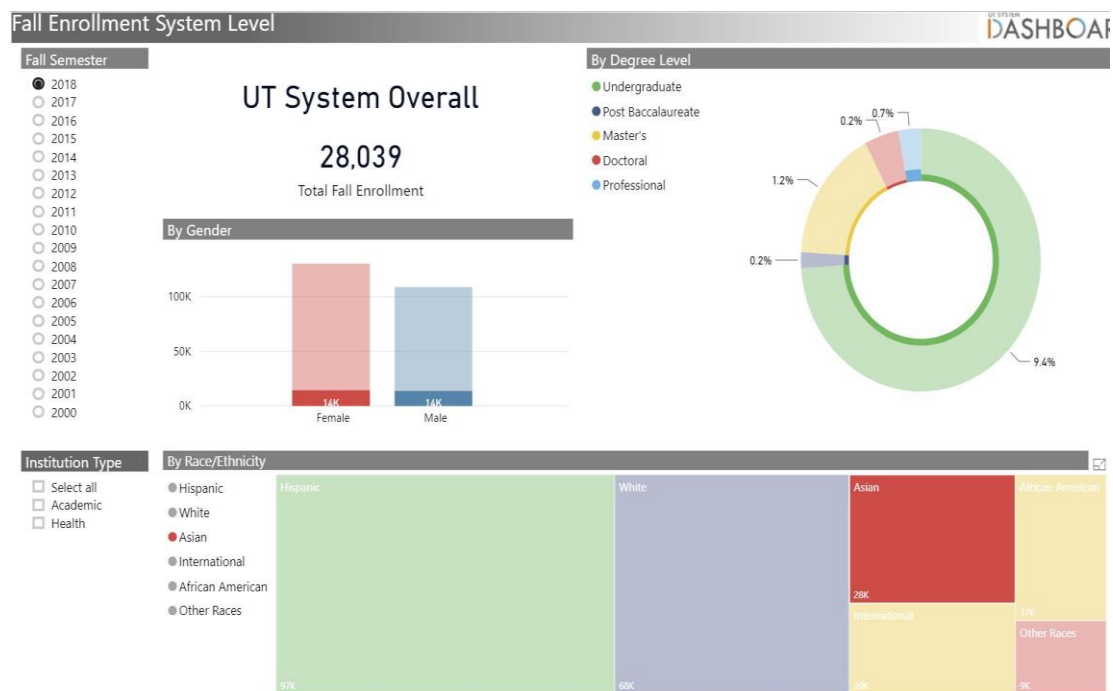 Fall Enrollment System Level
UT SYSTEM
DASHBOAR
Fall Semester
2018
2017
2016
2015
2014
2013
2012
2011
2010
2009
2008
2007
2006
2005
2004
2003
2002
2001
2000
UT System Overall
28,039
Total Fall Enrollment
By Gender
100K
50K
0K
14K
14K
Female
Male
By Degree Level
Undergraduate
Post Baccalaureate
Master's
Doctoral
Professional
0.2%
0.7%
1.2%
0.2%
9.4%
Institution Type
Select all
Academic
Health
By Race/Ethnicity
Hispanic
White
Asian
International
African American
Other Races
Hispanic
97K
White
68K
Asian
28K
International
20K
African American
17K
Other Races
9K